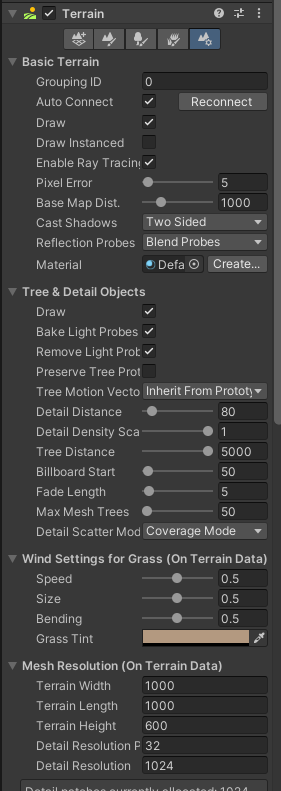 Terrain
Basic Terrain
Grouping ID 0
Auto Connect Reconnect
Draw
Draw Instanced
Enable Ray Tracing
Pixel Error 5
Base Map Dist. 1000
Cast Shadows Two Sided
Reflection Probes Blend Probes
Material Defa Create...
Tree & Detail Objects
Draw
Bake Light Probes
Remove Light Prob
Preserve Tree Prot
Tree Motion Vecto Inherit From Prototy
Detail Distance 80
Detail Density Sca 1
Tree Distance 5000
Billboard Start 50
Fade Length 5
Max Mesh Trees 50
Detail Scatter Mod Coverage Mode
Wind Settings for Grass (On Terrain Data)
Speed 0.5
Size 0.5
Bending 0.5
Grass Tint
Mesh Resolution (On Terrain Data)
Terrain Width 1000
Terrain Length 1000
Terrain Height 600
Detail Resolution P 32
Detail Resolution 1024
Detail patches currently allocated: 1024